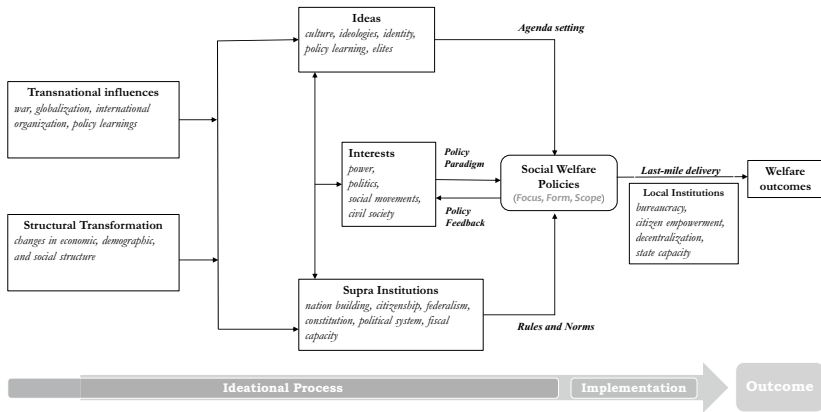 Ideas
culture, ideologies, identity,
policy learning, elites
Agenda setting
Transnational influences
war, globalization, international
organization, policy learnings
Interests
power,
politics,
social movements,
civil society
Policy
Paradigm
Policy
Feedback
Social Welfare
Policies
(Focus, Form, Scope)
Last-mile delivery
Welfare
outcomes
Local Institutions
bureaucracy,
citizen empowerment,
decentralization,
state capacity
Structural Transformation
changes in economic, demographic,
and social structure
Supra Institutions
nation building, citizenship, federalism,
constitution, political system, fiscal
capacity
Rules and Norms
Ideational Process
Implementation
Outcome